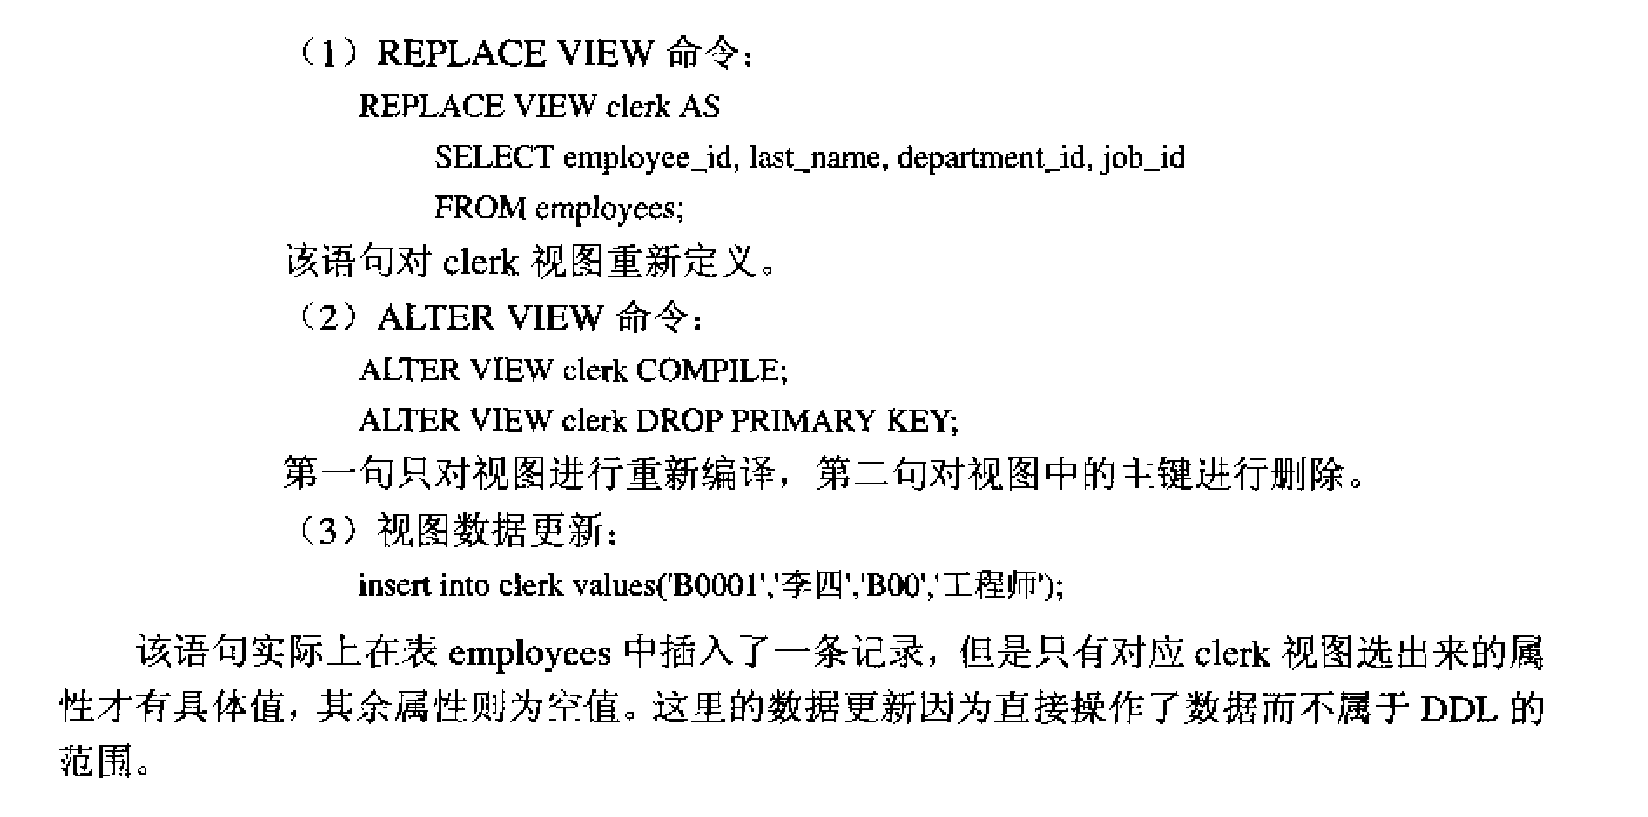 （1）REPLACE VIEW 命令：
REPLACE VIEW clerk AS
SELECT employee_id, last_name, department_id, job_id
FROM employees;
该语句对 clerk 视图重新定义。
（2）ALTER VIEW 命令：
ALTER VIEW clerk COMPILE;
ALTER VIEW clerk DROP PRIMARY KEY;
第一句只对视图进行重新编译，第二句对视图中的主键进行删除。
（3）视图数据更新：
insert into clerk values('B0001','李四','B00','工程师');
该语句实际上在表 employees 中插入了一条记录，但是只有对应 clerk 视图选出来的属
性才有具体值，其余属性则为空值。这里的数据更新因为直接操作了数据而不属于 DDL 的
范围。